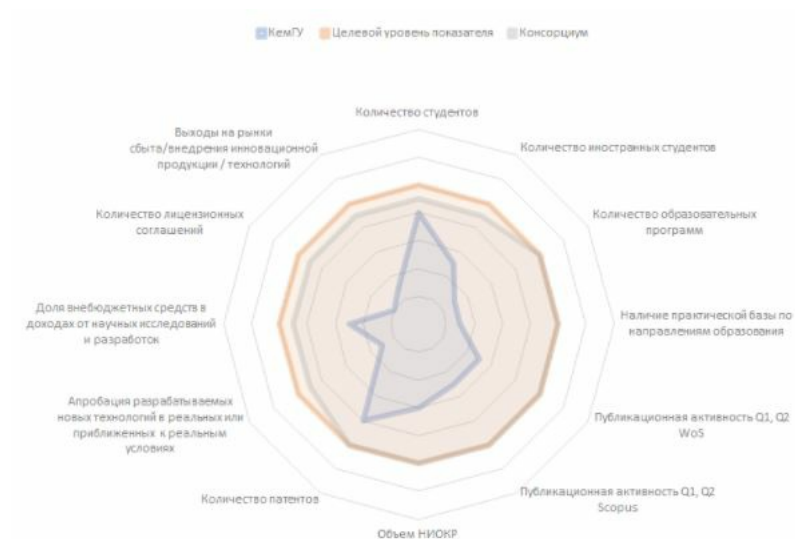 КемГУ Целевой уровень показателя Консорциум
Количество студентов
Количество иностранных студентов
Количество образовательных
программ
Наличие практической базы по
направлениям образования
Публикационная активность Q1, Q2
WoS
Публикационная активность Q1, Q2
Scopus
Объем НИОКР
Количество патентов
Апробация разрабатываемых
новых технологий в реальных или
приближенных к реальным
условиях
Доля внебюджетных средств в
доходах от научных исследований
и разработок
Количество лицензионных
соглашений
Выходы на рынки
сбыта/внедрения инновационной
продукции / технологий